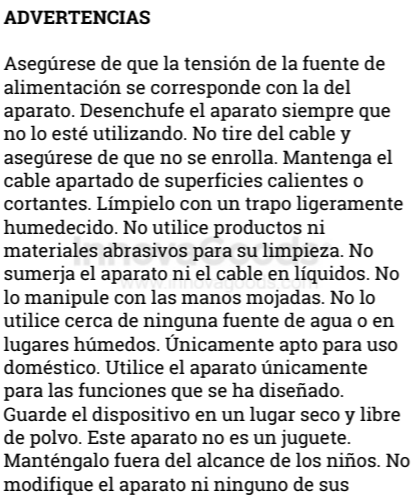 ADVERTENCIAS
Asegúrese de que la tensión de la fuente de
alimentación se corresponde con la del
aparato. Desenchufe el aparato siempre que
no lo esté utilizando. No tire del cable y
asegúrese de que no se enrolla. Mantenga el
cable apartado de superficies calientes o
cortantes. Límpielo con un trapo ligeramente
humedecido. No utilice productos ni
materiales abrasivos para su limpieza. No
InnovaGoods
sumerja el aparato ni el cable en líquidos. No
www.innovagoods.com
lo manipule con las manos mojadas. No lo
utilice cerca de ninguna fuente de agua o en
lugares húmedos. Únicamente apto para uso
doméstico. Utilice el aparato únicamente
para las funciones que se ha diseñado.
Guarde el dispositivo en un lugar seco y libre
de polvo. Este aparato no es un juguete.
Manténgalo fuera del alcance de los niños. No
modifique el aparato ni ninguno de sus